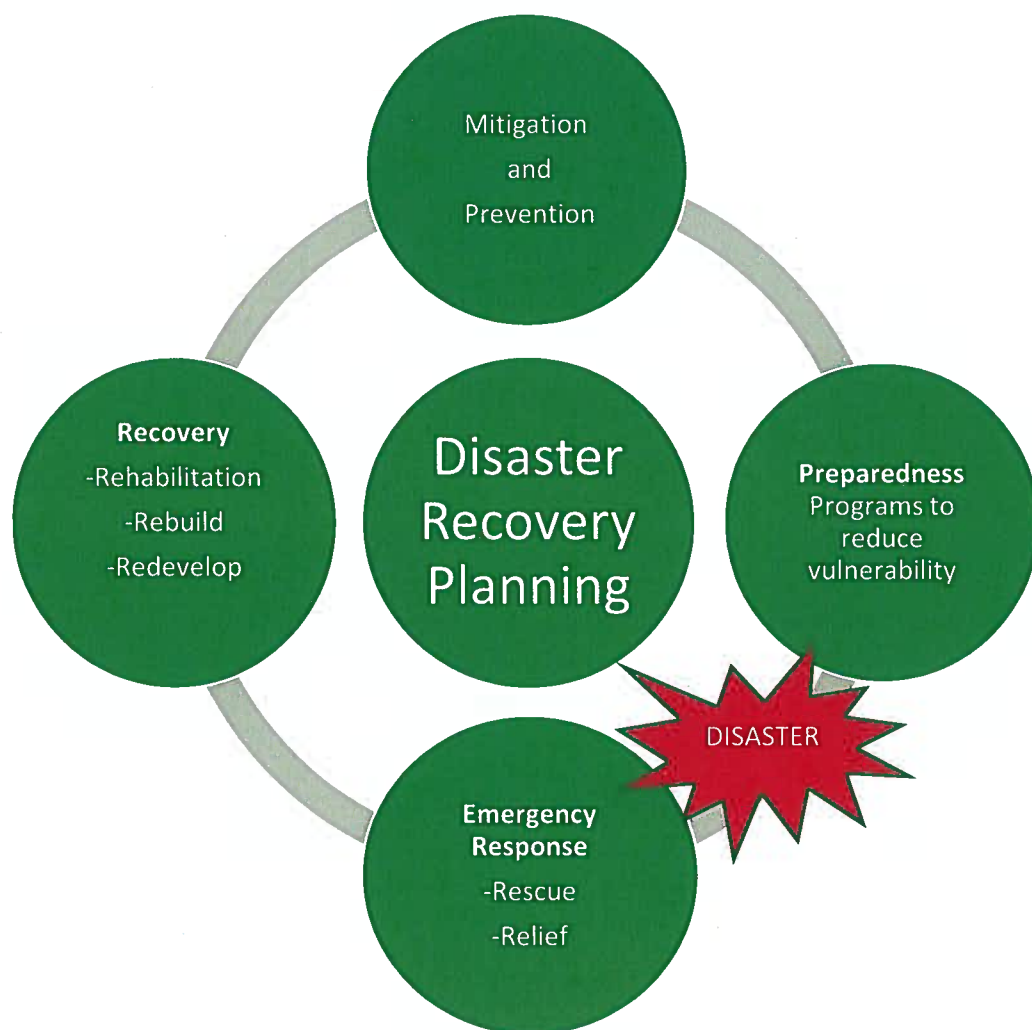 Mitigation
and
Prevention
Recovery
-Rehabilitation
-Rebuild
-Redevelop
Disaster
Recovery
Planning
Preparedness
Programs to
reduce
vulnerability
DISASTER
Emergency
Response
-Rescue
-Relief